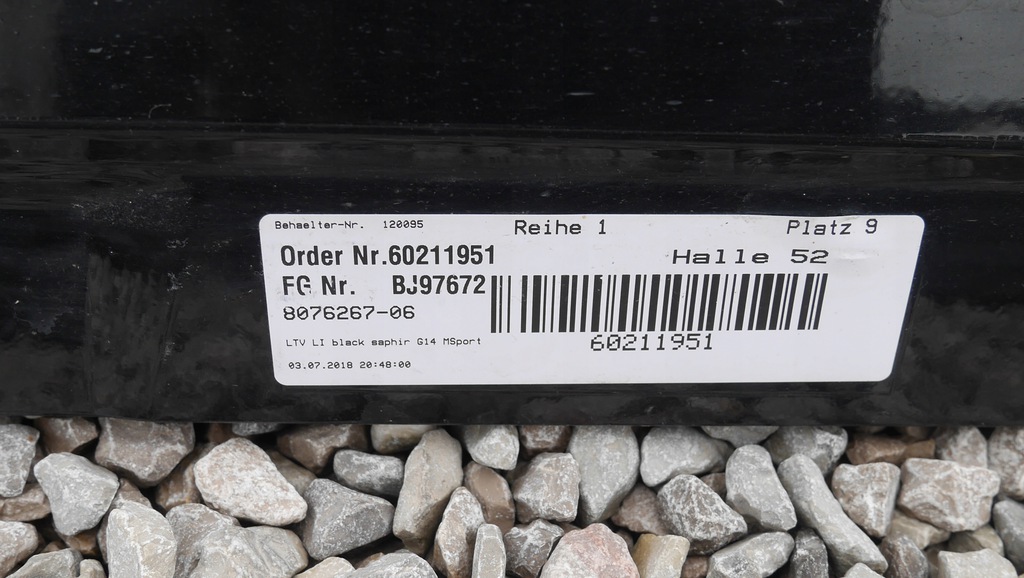 Behaelter-Nr. 120095 Reihe 1 Platz 9
Order Nr.60211951 Halle 52
FG Nr. BJ97672
8076267-06
60211951
LTV LI black saphir G14 MSport
03.07.2018 20:48:00